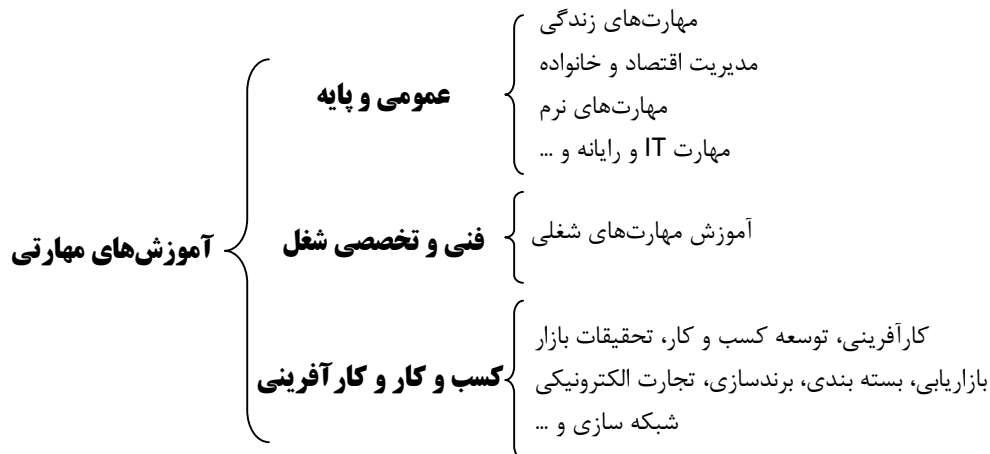 آموزش‌های مهارتی
عمومی و پایه
مهارت‌های زندگی
مدیریت اقتصاد و خانواده
مهارت‌های نرم
مهارت IT و رایانه و ...
فنی و تخصصی شغل
آموزش مهارت‌های شغلی
کسب و کار و کارآفرینی
کارآفرینی، توسعه کسب و کار، تحقیقات بازار
بازاریابی، بسته بندی، برندسازی، تجارت الکترونیکی
شبکه سازی و ...